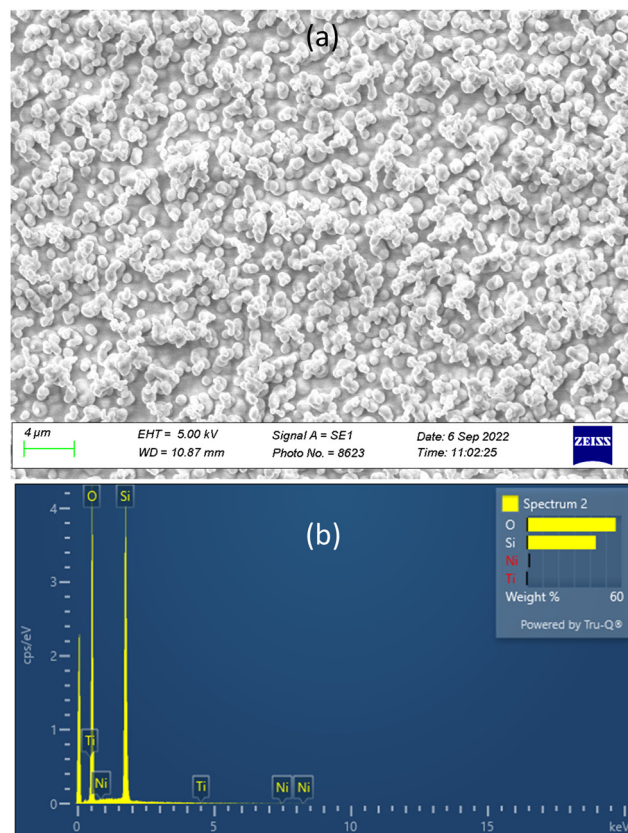 (a)
4 µm
EHT = 5.00 kV Signal A = SE1 Date: 6 Sep 2022
WD = 10.87 mm Photo No. = 8623 Time: 11:02:25
ZEISS
(b)
Spectrum 2
O
Si
Ni
Ti
Weight % 60
Powered by Tru-Q®
O Si
4
3
cps/eV
2
1
Ti
Ni
Ti
Ni
Ni
0
0 5 10 15 keV